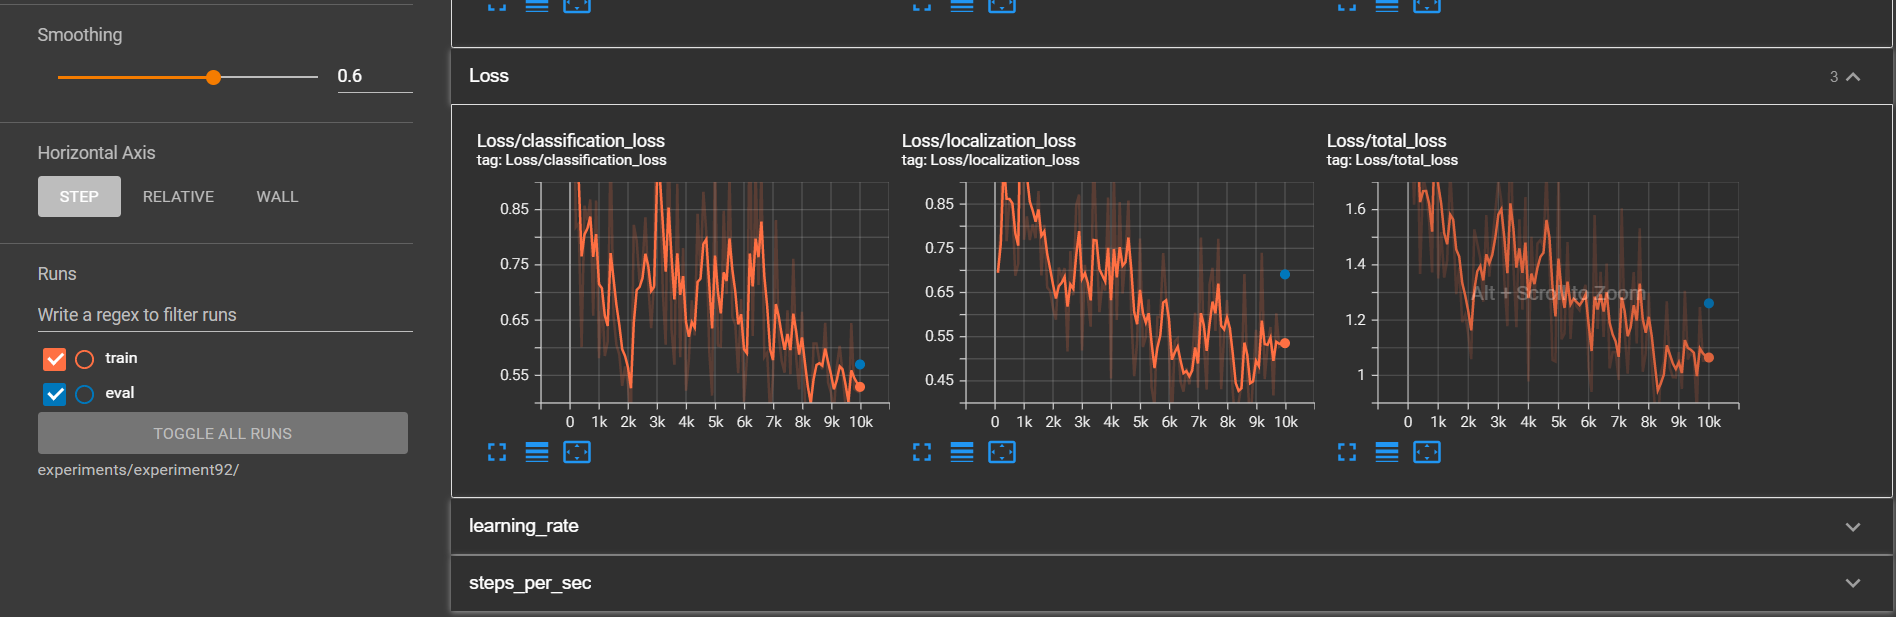 Smoothing
0.6
Horizontal Axis
STEP RELATIVE WALL
Runs
Write a regex to filter runs
train
eval
TOGGLE ALL RUNS
experiments/experiment92/
Loss
3
Loss/classification_loss
tag: Loss/classification_loss
0.85
0.75
0.65
0.55
0 1k 2k 3k 4k 5k 6k 7k 8k 9k 10k
Loss/localization_loss
tag: Loss/localization_loss
0.85
0.75
0.65
0.55
0.45
0 1k 2k 3k 4k 5k 6k 7k 8k 9k 10k
Loss/total_loss
tag: Loss/total_loss
1.6
1.4
1.2
1
Alt + Scroll to Zoom
0 1k 2k 3k 4k 5k 6k 7k 8k 9k 10k
learning_rate
steps_per_sec